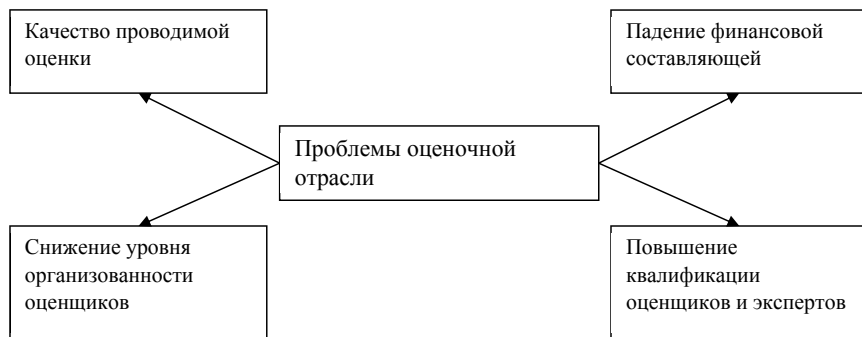 Качество проводимой
оценки
Падение финансовой
составляющей
Проблемы оценочной
отрасли
Снижение уровня
организованности
оценщиков
Повышение
квалификации
оценщиков и экспертов